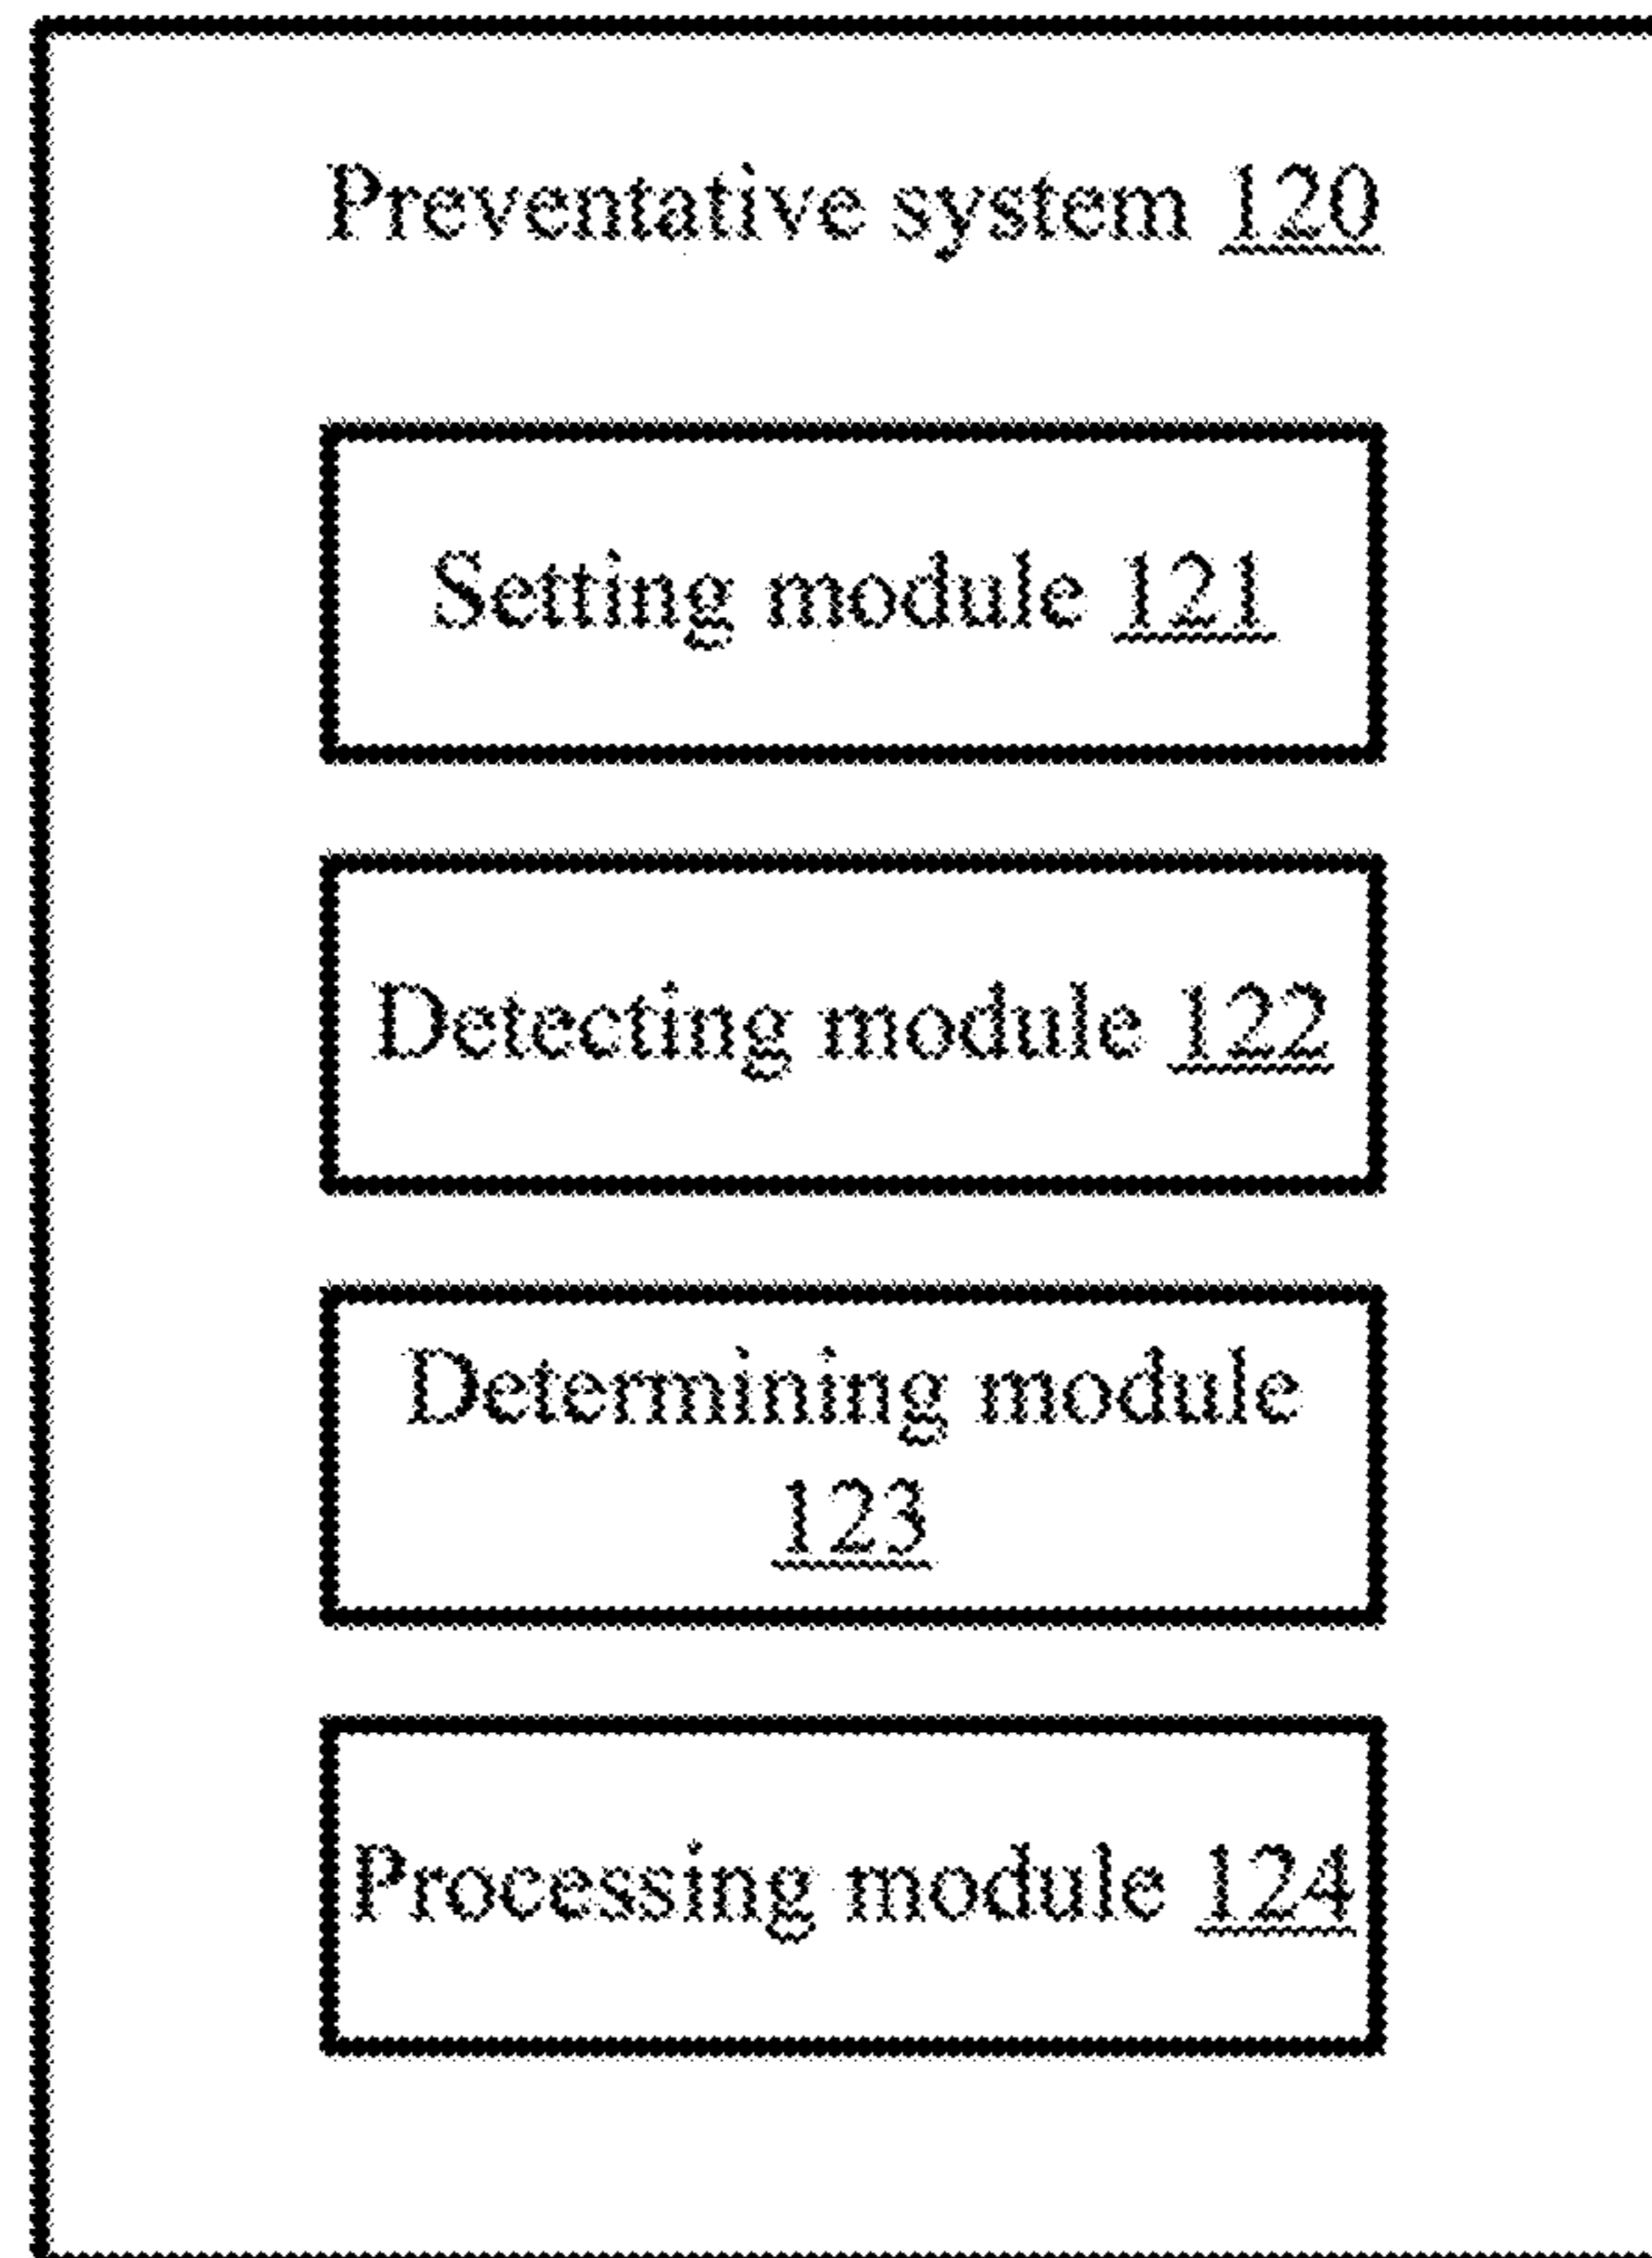 Preventative system 120
Setting module 121
Detecting module 122
Determining module
123
Processing module 124